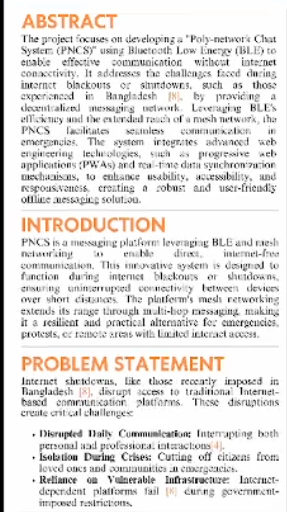 ABSTRACT
The project focuses on developing a "Poly-network Chat
System (PNCS)" using Bluetooth Low Energy (BLE) to
enable effective communication without internet
connectivity. It addresses the challenges faced during
internet blackouts or shutdowns, such as those
experienced in Bangladesh [8], by providing a
decentralized messaging network. Leveraging BLE's
efficiency and the extended reach of a mesh network, the
PNCS facilitates seamless communication in
emergencies. The system integrates advanced web
engineering technologies, such as progressive web
applications (PWAs) and real-time data synchronization
mechanisms, to enhance usability, accessibility, and
responsiveness, creating a robust and user-friendly
offline messaging solution.
INTRODUCTION
PNCS is a messaging platform leveraging BLE and mesh
networking to enable direct, internet-free
communication. This innovative system is designed to
function during internet blackouts or shutdowns,
ensuring uninterrupted connectivity between devices
over short distances. The platform's mesh networking
extends its range through multi-hop messaging, making
it a resilient and practical alternative for emergencies,
protests, or remote areas with limited internet access.
PROBLEM STATEMENT
Internet shutdowns, like those recently imposed in
Bangladesh [8], disrupt access to traditional Internet-
based communication platforms. These disruptions
create critical challenges:
• Disrupted Daily Communication: Interrupting both
personal and professional interactions[4].
• Isolation During Crises: Cutting off citizens from
loved ones and communities in emergencies.
• Reliance on Vulnerable Infrastructure: Internet-
dependent platforms fail [6] during government-
imposed restrictions.